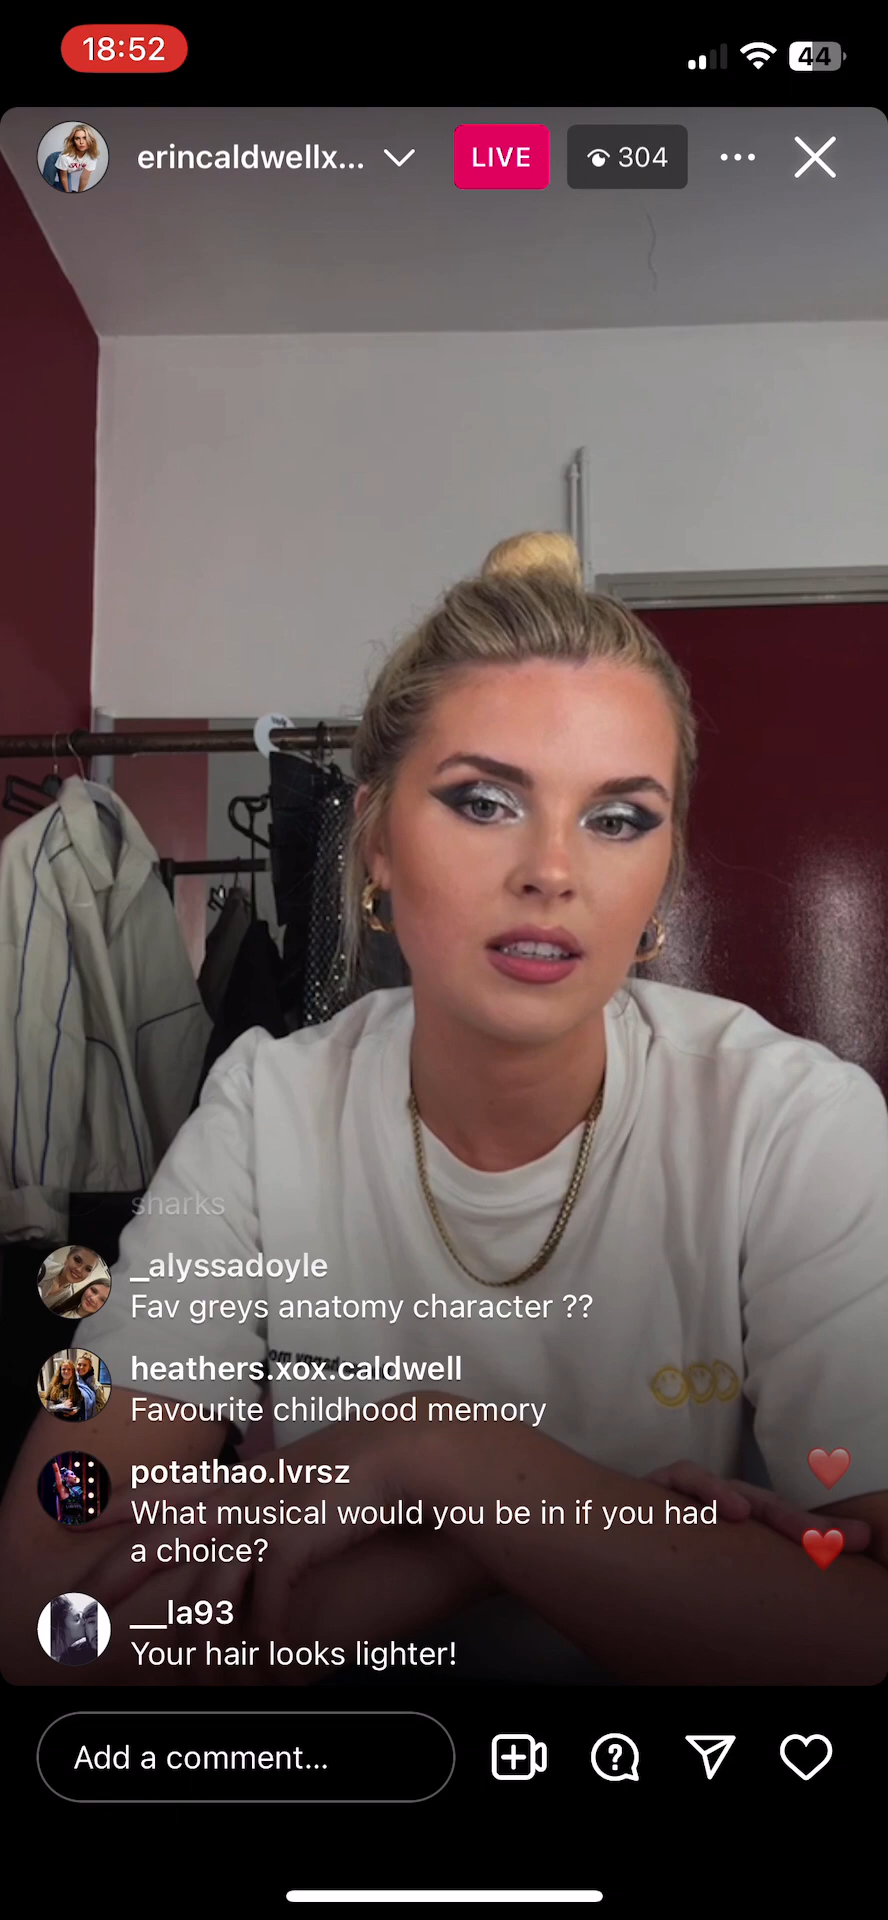 18:52
44
erincaldwellx...
LIVE
304
sharks
_alyssadoyle
Fav greys anatomy character ??
heathers.xox.caldwell
Favourite childhood memory
potathao.lvrsz
What musical would you be in if you had
a choice?
__la93
Your hair looks lighter!
Add a comment...